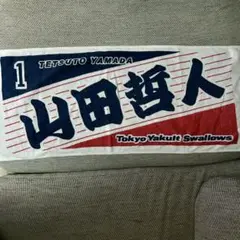 1
TETSUTO YAMADA
山田哲人
Tokyo Yakult Swallows